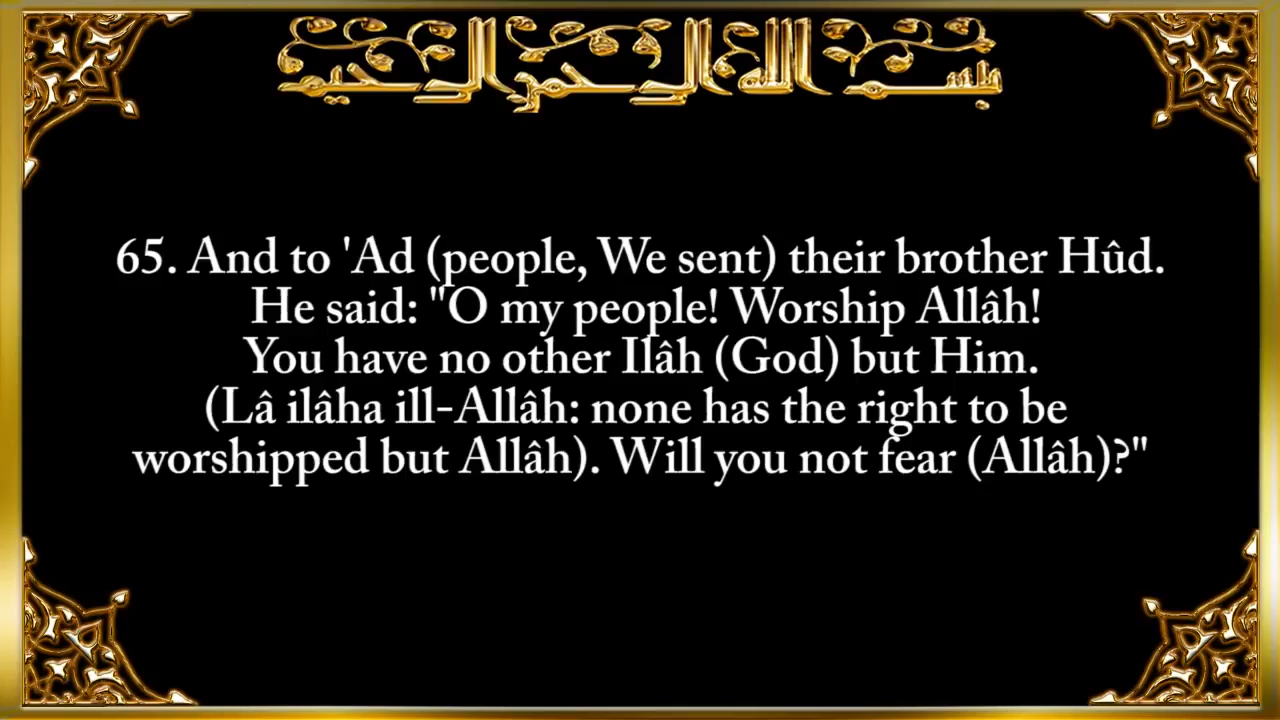 بسم الله الرحمن الرحيم
65. And to 'Ad (people, We sent) their brother Hûd.
He said: "O my people! Worship Allâh!
You have no other Ilâh (God) but Him.
(Lâ ilâha ill-Allâh: none has the right to be
worshipped but Allâh). Will you not fear (Allâh)?"